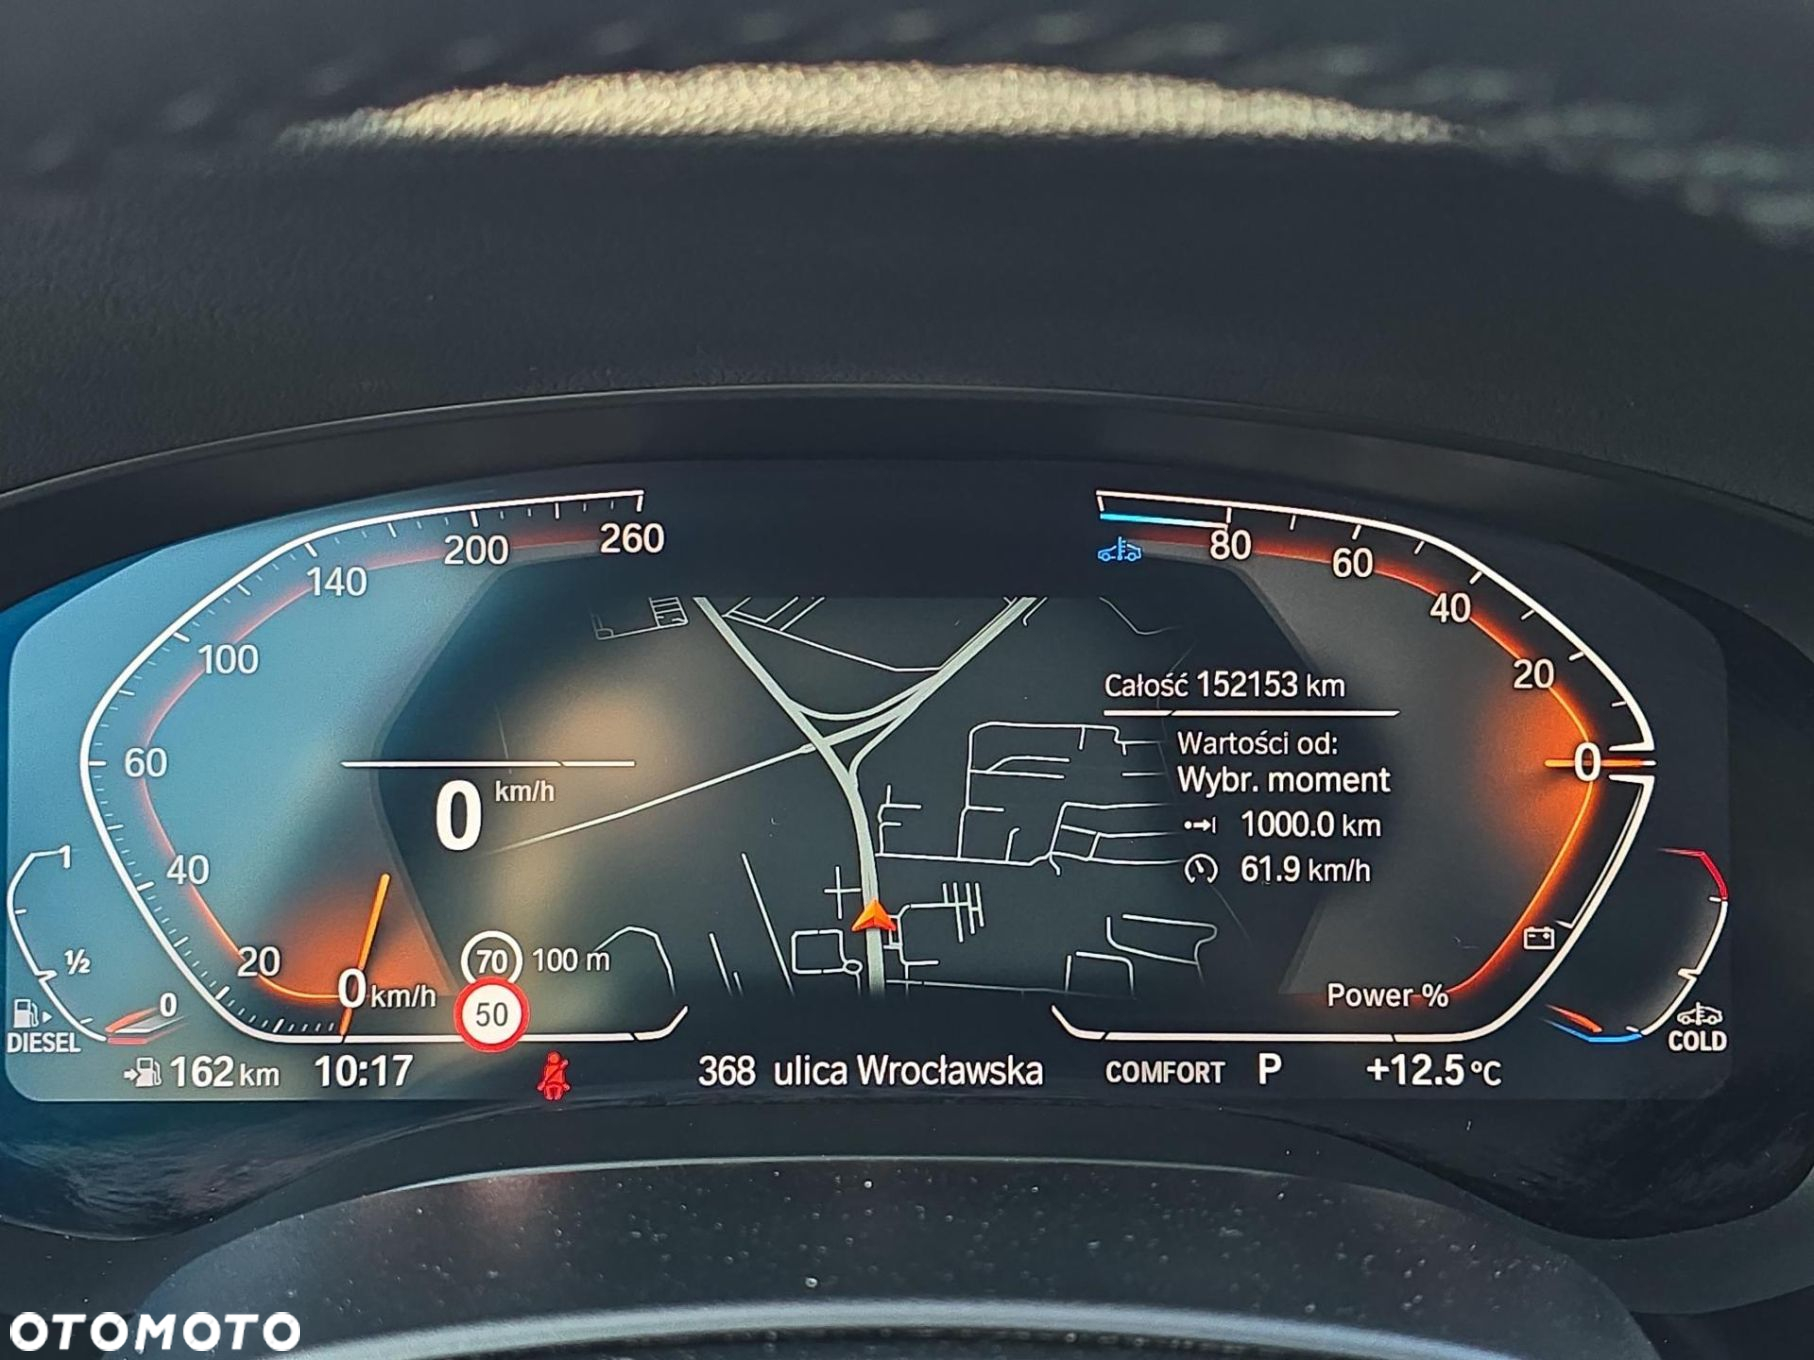 260
200
140
100
60
40
20
0 km/h
0 km/h
80
60
40
20
0
Całość 152153 km
Wartości od:
Wybr. moment
1000.0 km
61.9 km/h
Power %
1
½
0
DIESEL
70 100 m
50
COLD
162 km 10:17 368 ulica Wrocławska COMFORT P +12.5 °C
OTOMOTO